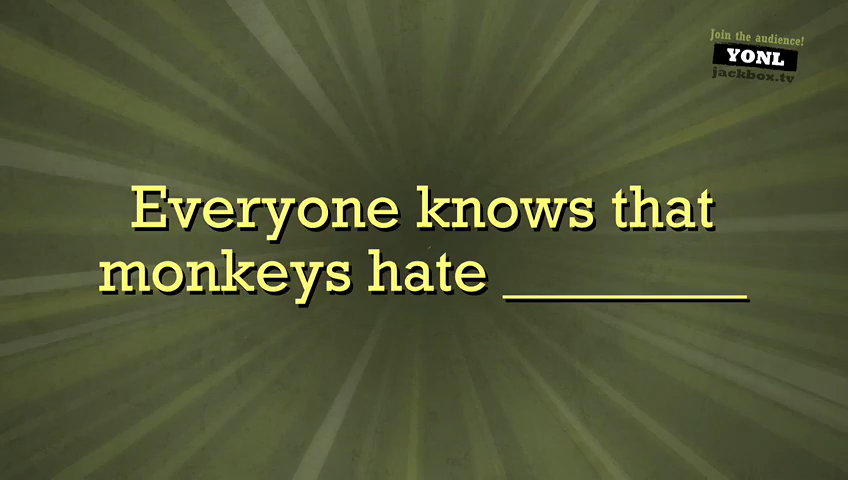 Join the audience!
YONL
jackbox.tv
Everyone knows that
monkeys hate ________